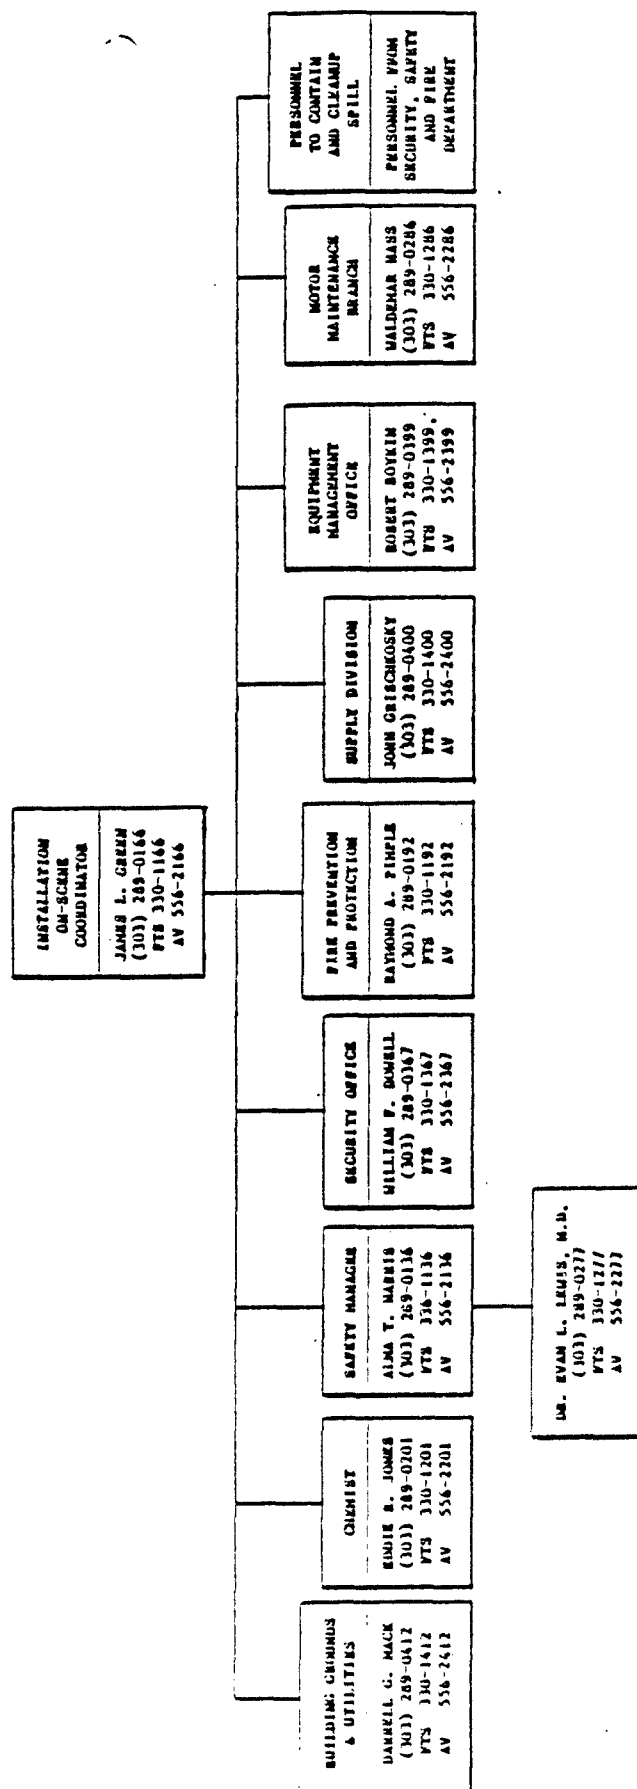 INSTALLATION
ON-SCENE
COORDINATOR
JAMES L. GREEN
(303) 289-0166
FTS 330-1166
AV 556-2166
BUILDING GROUNDS
& UTILITIES
DARRELL G. MACK
(303) 289-0412
FTS 330-1412
AV 556-2412
CHEMIST
EDDIE R. JONES
(303) 289-0201
FTS 330-1201
AV 556-2201
SAFETY MANAGER
ALMA T. HARRIS
(303) 269-0136
FTS 336-1136
AV 556-2136
SECURITY OFFICE
WILLIAM F. DOWELL
(303) 289-0367
FTS 330-1367
AV 556-2367
FIRE PREVENTION
AND PROTECTION
RAYMOND A. PIMPLE
(303) 289-0192
FTS 330-1192
AV 556-2192
SUPPLY DIVISION
JOHN GRISCHKOSKY
(303) 289-0400
FTS 330-1400
AV 556-2400
EQUIPMENT
MANAGEMENT
OFFICE
ROBERT BOYKIN
(303) 289-0399
FTS 330-1399,
AV 556-2399
MOTOR
MAINTENANCE
BRANCH
WALDEMAR MASS
(303) 289-0286
FTS 330-1286
AV 556-2286
PERSONNEL
TO CONTAIN
AND CLEANUP
SPILL
PERSONNEL FROM
SECURITY, SAFETY
AND FIRE
DEPARTMENT
DR. EVAN L. LEWIS, M.D.
(303) 289-0277
FTS 330-1277
AV 556-2277